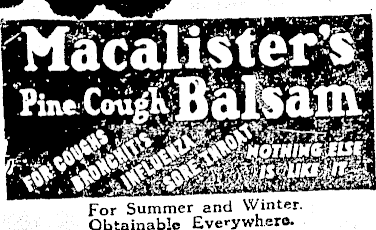 Macalister's
Pine Cough Balsam
FOR COUGHS
BRONCHITIS
INFLUENZA
SORE THROAT
NOTHING ELSE
IS LIKE IT
For Summer and Winter.
Obtainable Everywhere.